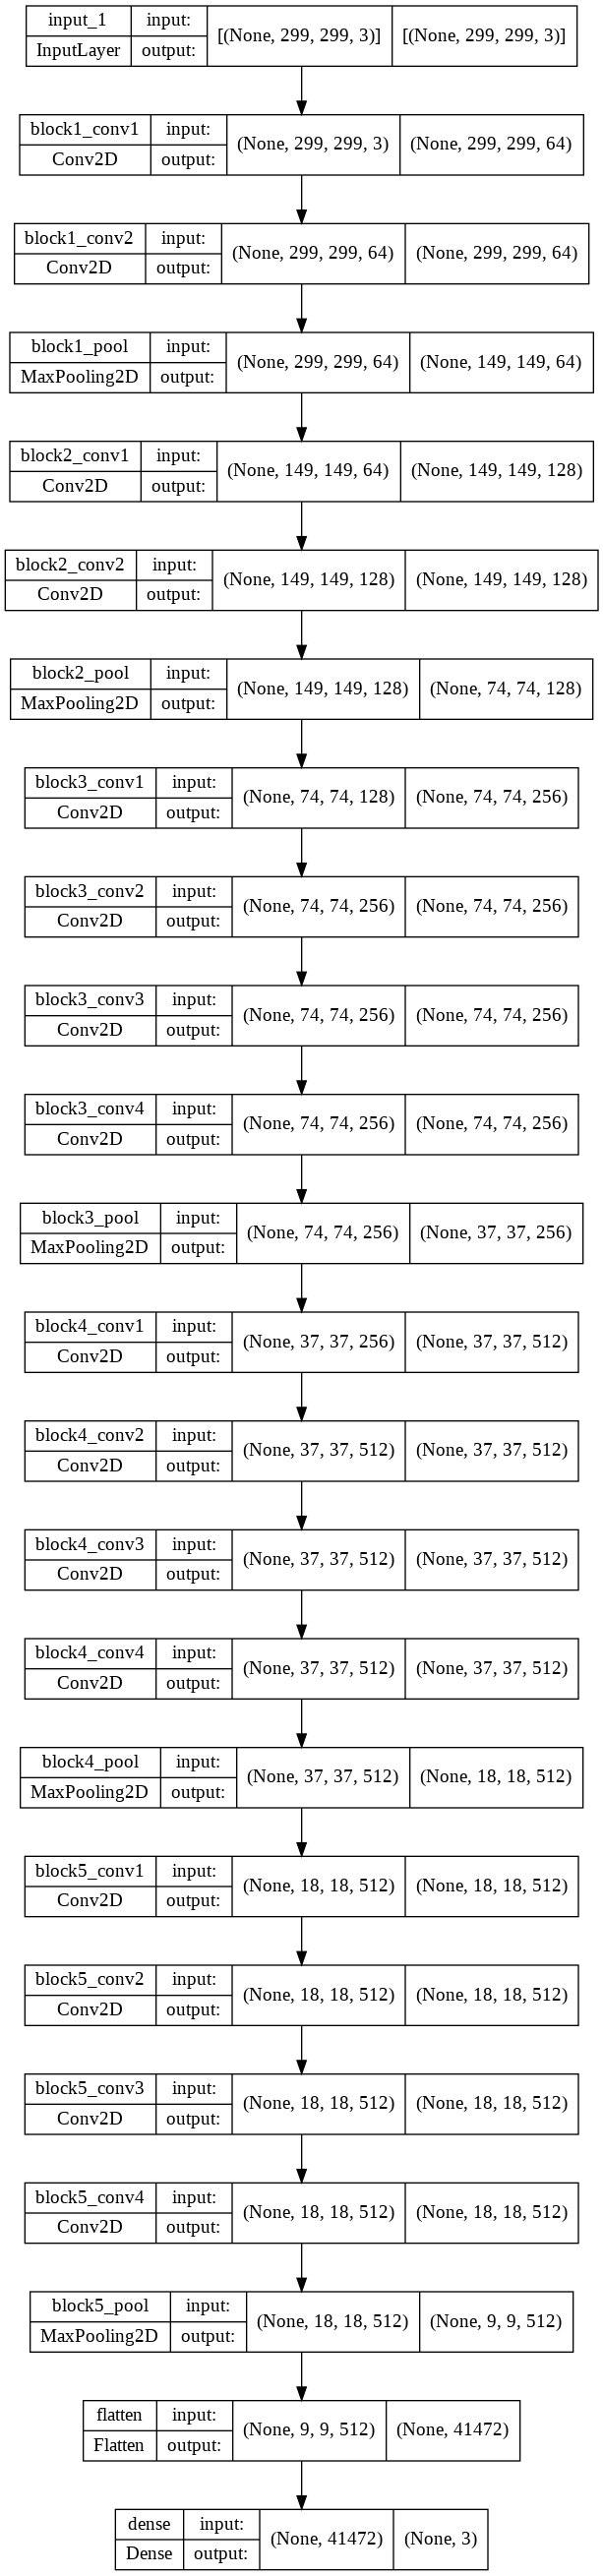 input_1 input: [(None, 299, 299, 3)] [(None, 299, 299, 3)]
InputLayer output:
block1_conv1 input: (None, 299, 299, 3) (None, 299, 299, 64)
Conv2D output:
block1_conv2 input: (None, 299, 299, 64) (None, 299, 299, 64)
Conv2D output:
block1_pool input: (None, 299, 299, 64) (None, 149, 149, 64)
MaxPooling2D output:
block2_conv1 input: (None, 149, 149, 64) (None, 149, 149, 128)
Conv2D output:
block2_conv2 input: (None, 149, 149, 128) (None, 149, 149, 128)
Conv2D output:
block2_pool input: (None, 149, 149, 128) (None, 74, 74, 128)
MaxPooling2D output:
block3_conv1 input: (None, 74, 74, 128) (None, 74, 74, 256)
Conv2D output:
block3_conv2 input: (None, 74, 74, 256) (None, 74, 74, 256)
Conv2D output:
block3_conv3 input: (None, 74, 74, 256) (None, 74, 74, 256)
Conv2D output:
block3_conv4 input: (None, 74, 74, 256) (None, 74, 74, 256)
Conv2D output:
block3_pool input: (None, 74, 74, 256) (None, 37, 37, 256)
MaxPooling2D output:
block4_conv1 input: (None, 37, 37, 256) (None, 37, 37, 512)
Conv2D output:
block4_conv2 input: (None, 37, 37, 512) (None, 37, 37, 512)
Conv2D output:
block4_conv3 input: (None, 37, 37, 512) (None, 37, 37, 512)
Conv2D output:
block4_conv4 input: (None, 37, 37, 512) (None, 37, 37, 512)
Conv2D output:
block4_pool input: (None, 37, 37, 512) (None, 18, 18, 512)
MaxPooling2D output:
block5_conv1 input: (None, 18, 18, 512) (None, 18, 18, 512)
Conv2D output:
block5_conv2 input: (None, 18, 18, 512) (None, 18, 18, 512)
Conv2D output:
block5_conv3 input: (None, 18, 18, 512) (None, 18, 18, 512)
Conv2D output:
block5_conv4 input: (None, 18, 18, 512) (None, 18, 18, 512)
Conv2D output:
block5_pool input: (None, 18, 18, 512) (None, 9, 9, 512)
MaxPooling2D output:
flatten input: (None, 9, 9, 512) (None, 41472)
Flatten output:
dense input: (None, 41472) (None, 3)
Dense output: